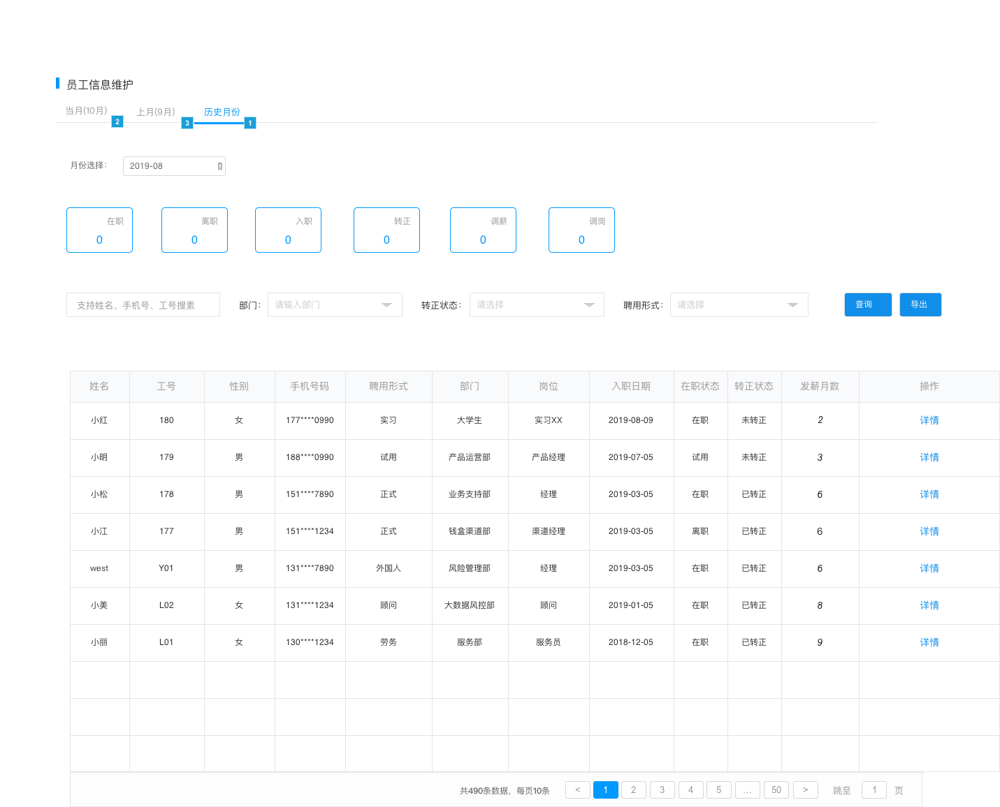 员工信息维护
当月(10月) 上月(9月) 历史月份
2 3 1
月份选择: 2019-08
在职 离职 入职 转正 调薪 调岗
0 0 0 0 0 0
支持姓名、手机号、工号搜素 部门: 请输入部门 转正状态: 请选择 聘用形式: 请选择 查询 导出
姓名 工号 性别 手机号码 聘用形式 部门 岗位 入职日期 在职状态 转正状态 发薪月数 操作
小红 180 女 177****0990 实习 大学生 实习XX 2019-08-09 在职 未转正 2 详情
小明 179 男 188****0990 试用 产品运营部 产品经理 2019-07-05 试用 未转正 3 详情
小松 178 男 151****7890 正式 业务支持部 经理 2019-03-05 在职 已转正 6 详情
小江 177 男 151****1234 正式 钱盒渠道部 渠道经理 2019-03-05 离职 已转正 6 详情
west Y01 男 131****7890 外国人 风险管理部 经理 2019-03-05 在职 已转正 6 详情
小美 L02 女 131****1234 顾问 大数据风控部 顾问 2019-01-05 在职 已转正 8 详情
小丽 L01 女 130****1234 劳务 服务部 服务员 2018-12-05 在职 已转正 9 详情
共490条数据，每页10条 < 1 2 3 4 5 ... 50 > 跳至 1 页